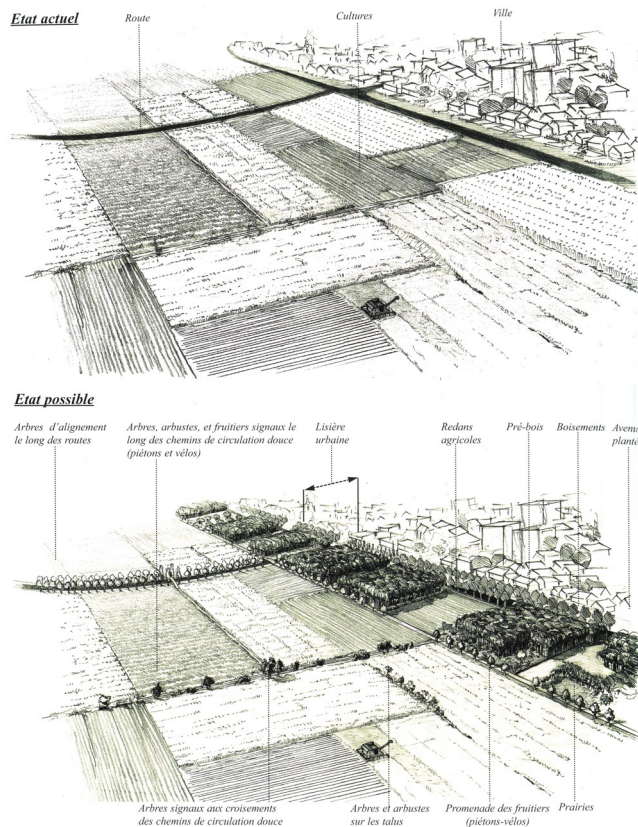 Etat actuel
Route
Cultures
Ville
Etat possible
Arbres d'alignement
le long des routes
Arbres, arbustes, et fruitiers signaux le
long des chemins de circulation douce
(piétons et vélos)
Lisière
urbaine
Redans
agricoles
Pré-bois
Boisements
Avenu
planté
Arbres signaux aux croisements
des chemins de circulation douce
Arbres et arbustes
sur les talus
Promenade des fruitiers
(piétons-vélos)
Prairies